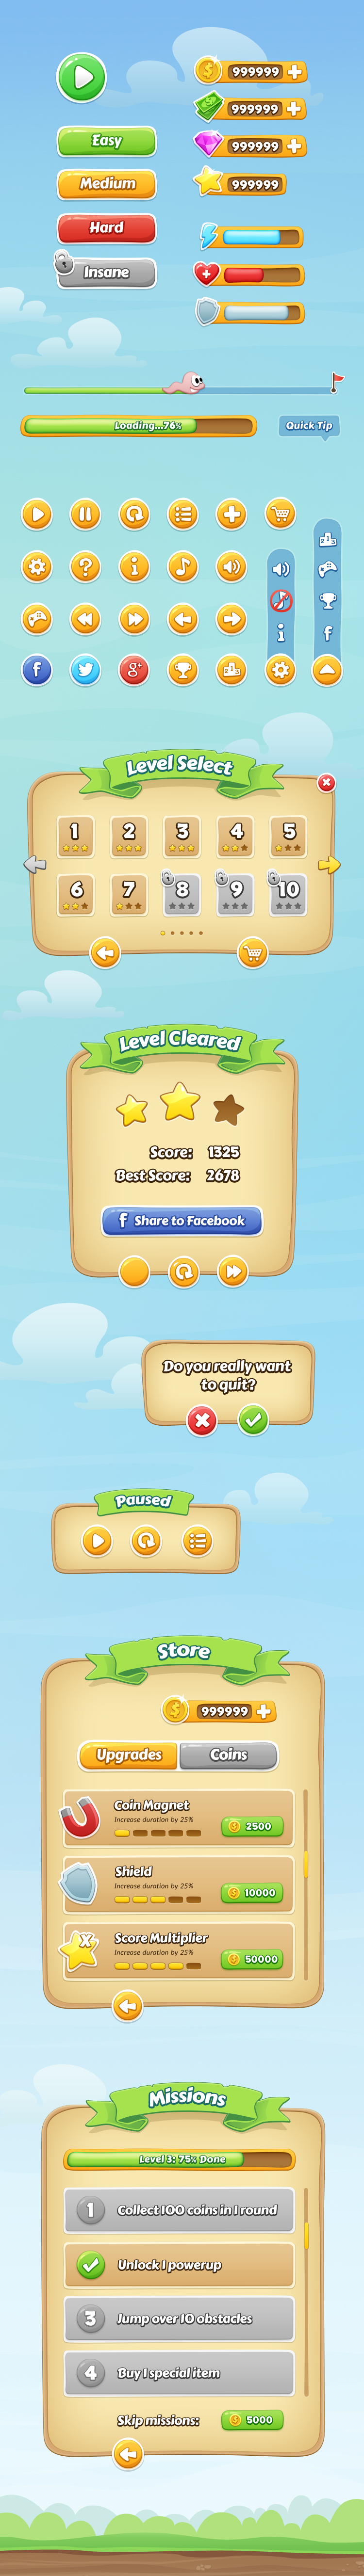 999999
999999
Easy
999999
Medium
999999
Hard
Insane
Loading...76%
Quick Tip
?
i
i
f
f
g+
Level Select
1 2 3 4 5
6 7 8 9 10
Level Cleared
Score: 1325
Best Score: 2678
f Share to Facebook
Do you really want
to quit?
Paused
Store
999999
Upgrades Coins
Coin Magnet
Increase duration by 25%
2500
Shield
Increase duration by 25%
10000
X
Score Multiplier
Increase duration by 25%
50000
Missions
Level 3: 75% Done
1 Collect 100 coins in 1 round
Unlock 1 powerup
3 Jump over 10 obstacles
4 Buy 1 special item
Skip missions: 5000